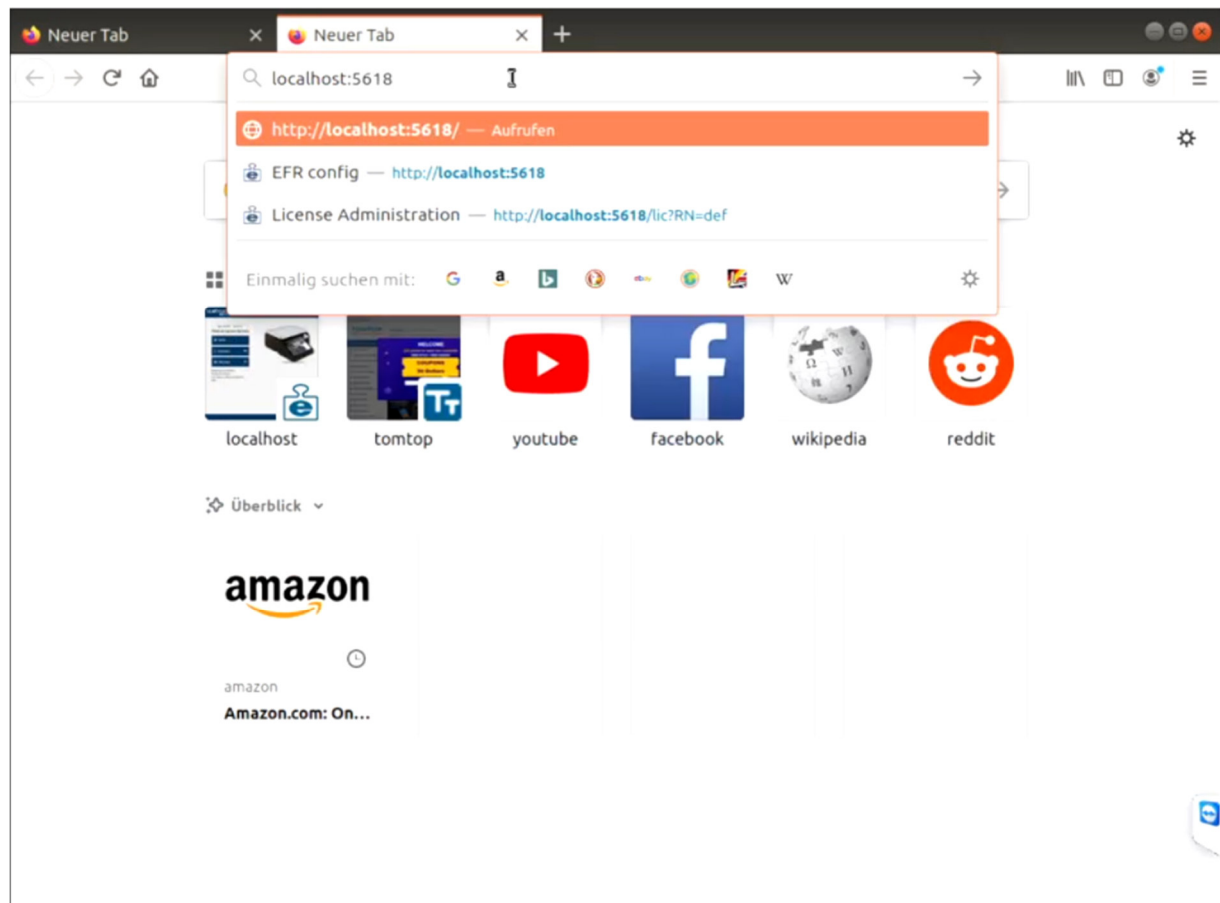 Neuer Tab
Neuer Tab
localhost:5618
http://localhost:5618/ — Aufrufen
EFR config — http://localhost:5618
License Administration — http://localhost:5618/lic?RN=def
Einmalig suchen mit:
WELCOME
COUPONS
localhost
tomtop
youtube
facebook
wikipedia
reddit
Überblick
amazon
amazon
Amazon.com: On…